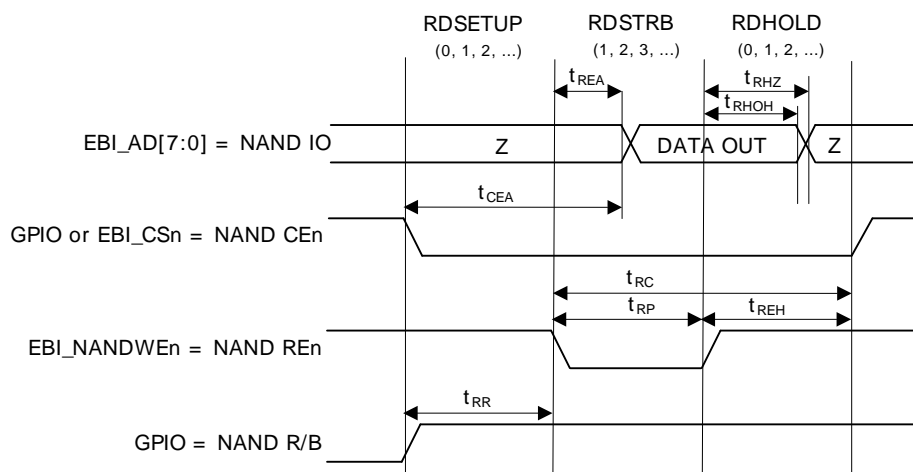 RDSETUP RDSTRB RDHOLD
(0, 1, 2, ...) (1, 2, 3, ...) (0, 1, 2, ...)
tREA tRHZ
tRHOH
EBI_AD[7:0] = NAND IO Z DATA OUT Z
tCEA
GPIO or EBI_CSn = NAND CEn
tRC
tRP tREH
EBI_NANDWEn = NAND REn
tRR
GPIO = NAND R/B